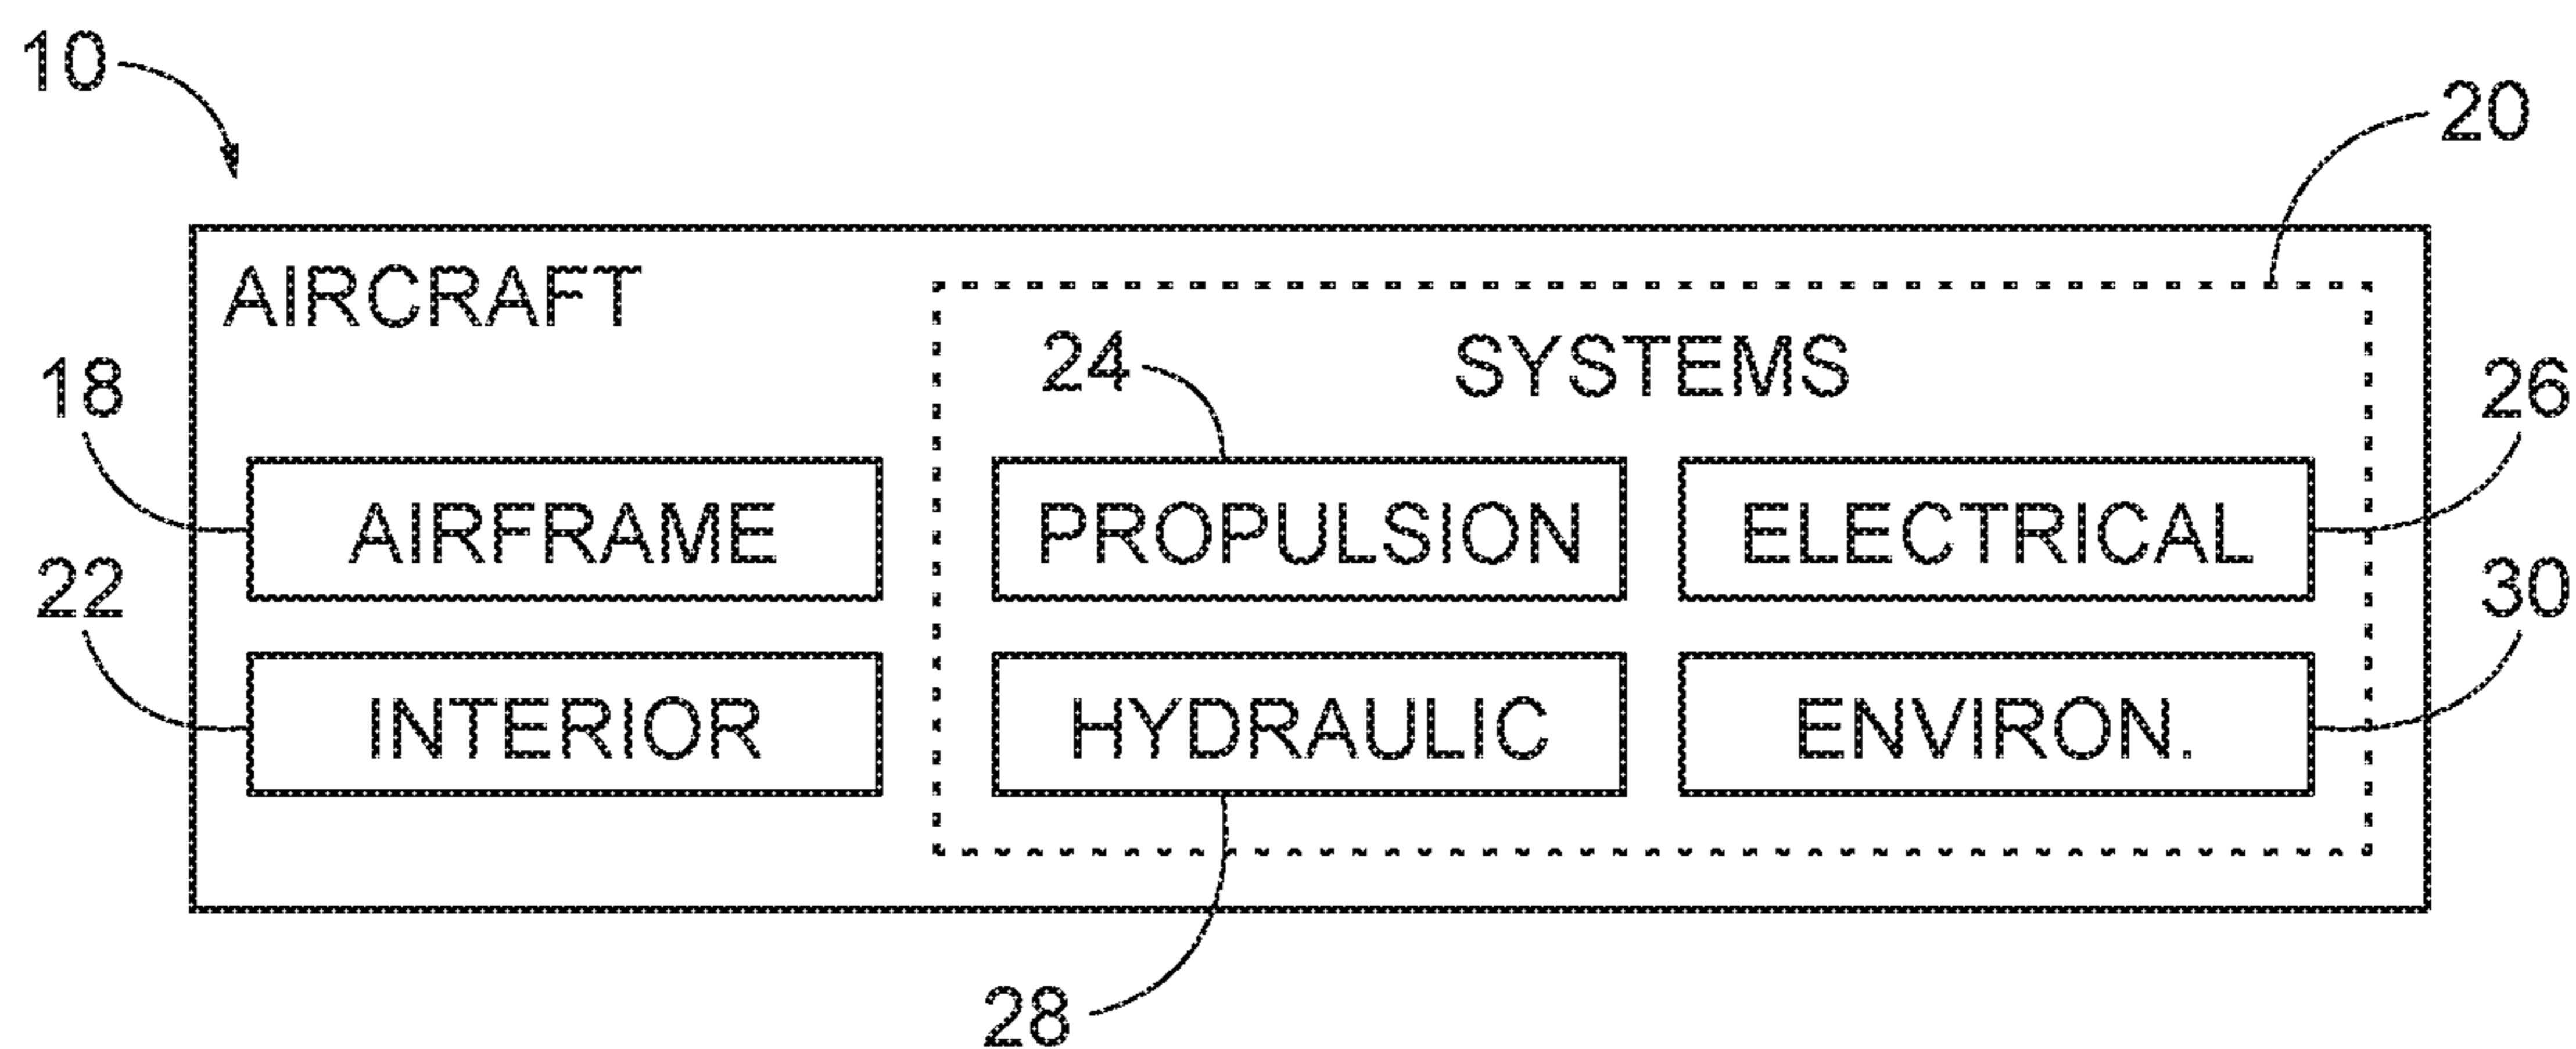 10
20
AIRCRAFT
SYSTEMS
18
24
26
AIRFRAME
PROPULSION
ELECTRICAL
22
30
INTERIOR
HYDRAULIC
ENVIRON.
28